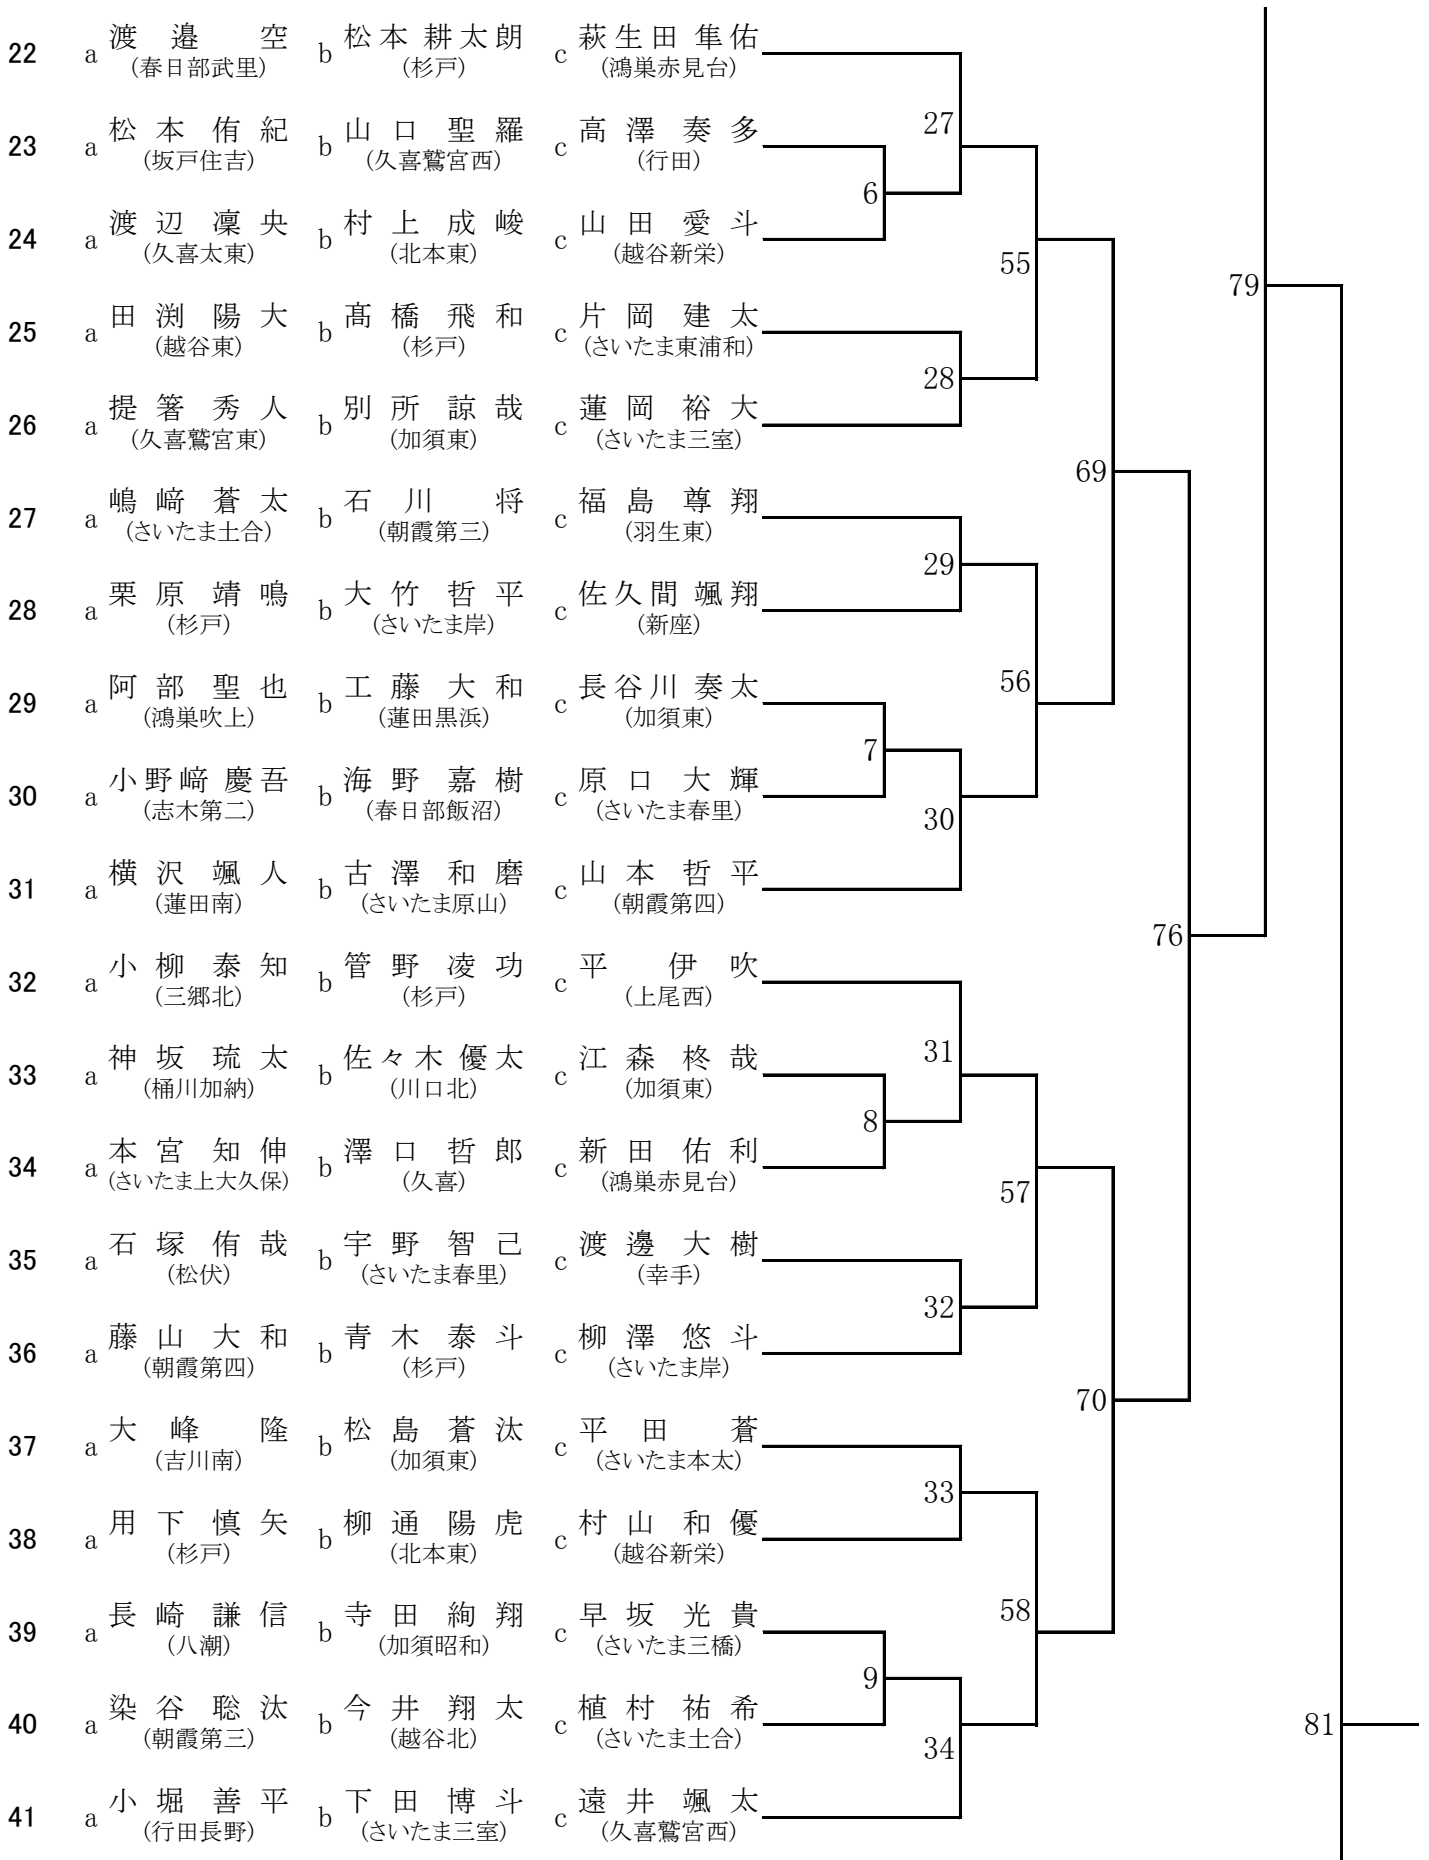 22 a 渡邉空 b 松本耕太朗 c 萩生田隼佑
(春日部武里) (杉戸) (鴻巣赤見台)
27
23 a 松本侑紀 b 山口聖羅 c 高澤奏多
(坂戸住吉) (久喜鷲宮西) (行田)
6
24 a 渡辺凜央 b 村上成峻 c 山田愛斗
(久喜太東) (北本東) (越谷新栄)
55
79
25 a 田渕陽大 b 髙橋飛和 c 片岡建太
(越谷東) (杉戸) (さいたま東浦和)
28
26 a 提箸秀人 b 別所諒哉 c 蓮岡裕大
(久喜鷲宮東) (加須東) (さいたま三室)
69
27 a 嶋﨑蒼太 b 石川将 c 福島尊翔
(さいたま土合) (朝霞第三) (羽生東)
29
28 a 栗原靖鳴 b 大竹哲平 c 佐久間颯翔
(杉戸) (さいたま岸) (新座)
56
29 a 阿部聖也 b 工藤大和 c 長谷川奏太
(鴻巣吹上) (蓮田黒浜) (加須東)
7
30 a 小野﨑慶吾 b 海野嘉樹 c 原口大輝
(志木第二) (春日部飯沼) (さいたま春里)
30
31 a 横沢颯人 b 古澤和磨 c 山本哲平
(蓮田南) (さいたま原山) (朝霞第四)
76
32 a 小柳泰知 b 管野凌功 c 平伊吹
(三郷北) (杉戸) (上尾西)
31
33 a 神坂琉太 b 佐々木優太 c 江森柊哉
(桶川加納) (川口北) (加須東)
8
34 a 本宮知伸 b 澤口哲郎 c 新田佑利
(さいたま上大久保) (久喜) (鴻巣赤見台)
57
35 a 石塚侑哉 b 宇野智己 c 渡邊大樹
(松伏) (さいたま春里) (幸手)
32
36 a 藤山大和 b 青木泰斗 c 柳澤悠斗
(朝霞第四) (杉戸) (さいたま岸)
70
37 a 大峰隆 b 松島蒼汰 c 平田蒼
(吉川南) (加須東) (さいたま本太)
33
38 a 用下慎矢 b 柳通陽虎 c 村山和優
(杉戸) (北本東) (越谷新栄)
58
39 a 長崎謙信 b 寺田絢翔 c 早坂光貴
(八潮) (加須昭和) (さいたま三橋)
9
40 a 染谷聡汰 b 今井翔太 c 植村祐希
(朝霞第三) (越谷北) (さいたま土合)
81
34
41 a 小堀善平 b 下田博斗 c 遠井颯太
(行田長野) (さいたま三室) (久喜鷲宮西)